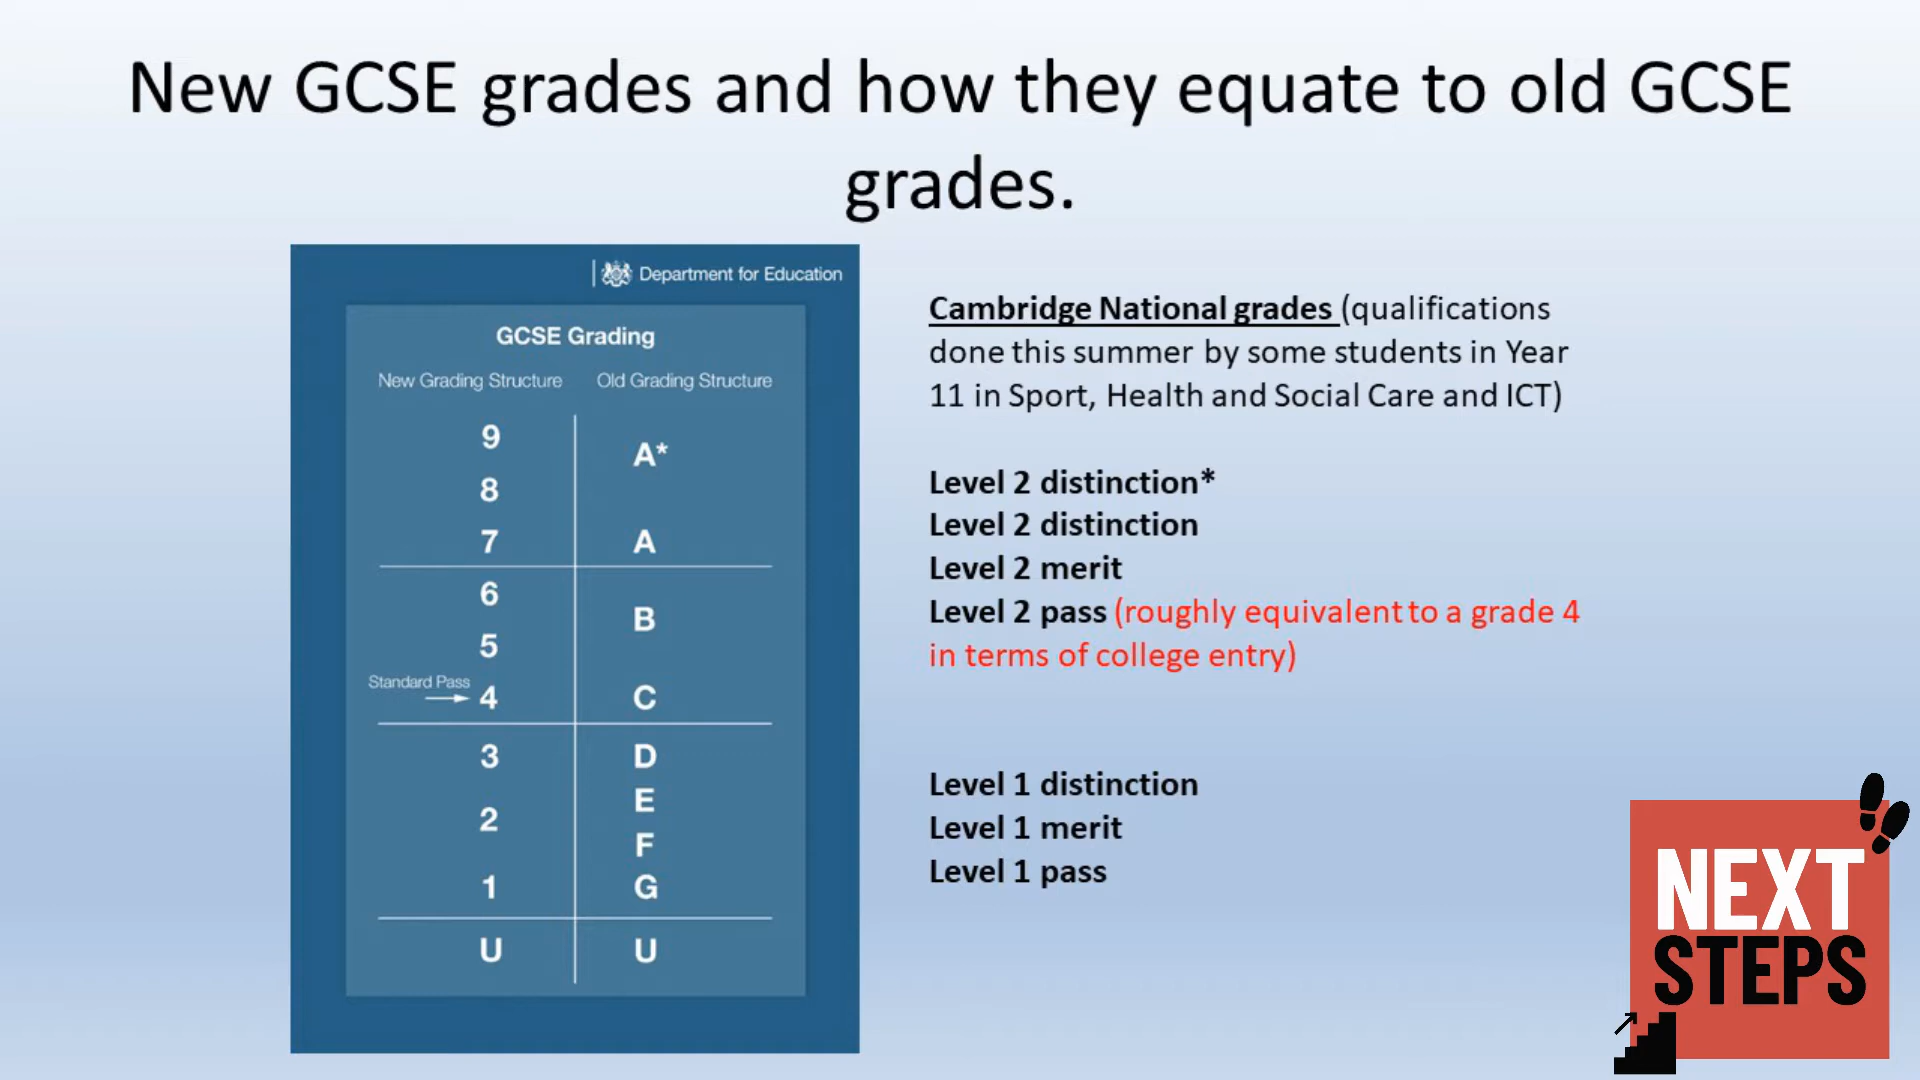 New GCSE grades and how they equate to old GCSE
grades.
Department for Education
GCSE Grading
New Grading Structure Old Grading Structure
9
A*
8
7 A
6
B
5
Standard Pass
4 C
3 D
E
2
F
1 G
U U
Cambridge National grades (qualifications
done this summer by some students in Year
11 in Sport, Health and Social Care and ICT)
Level 2 distinction*
Level 2 distinction
Level 2 merit
Level 2 pass (roughly equivalent to a grade 4
in terms of college entry)
Level 1 distinction
Level 1 merit
Level 1 pass
NEXT
STEPS